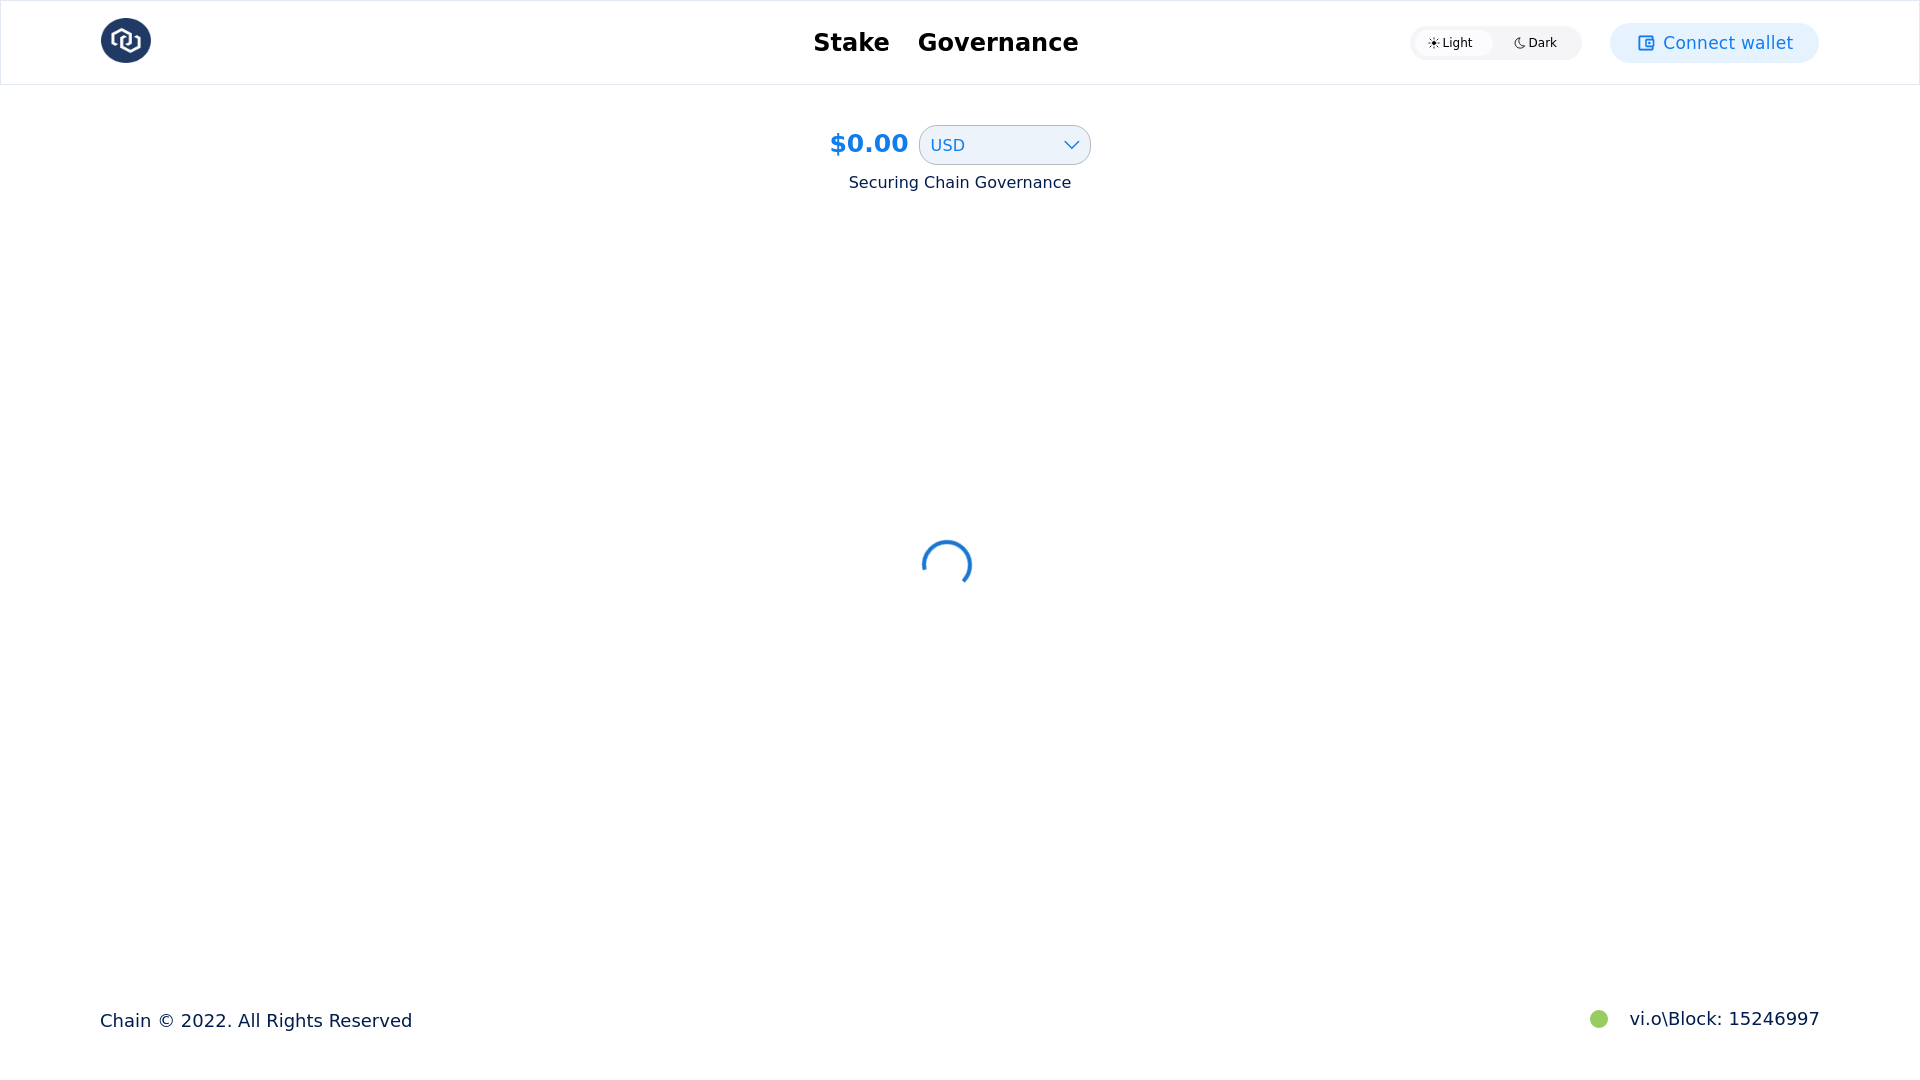 Stake Governance
Light Dark
Connect wallet
$0.00 USD
Securing Chain Governance
Chain © 2022. All Rights Reserved
vi.o\Block: 15246997